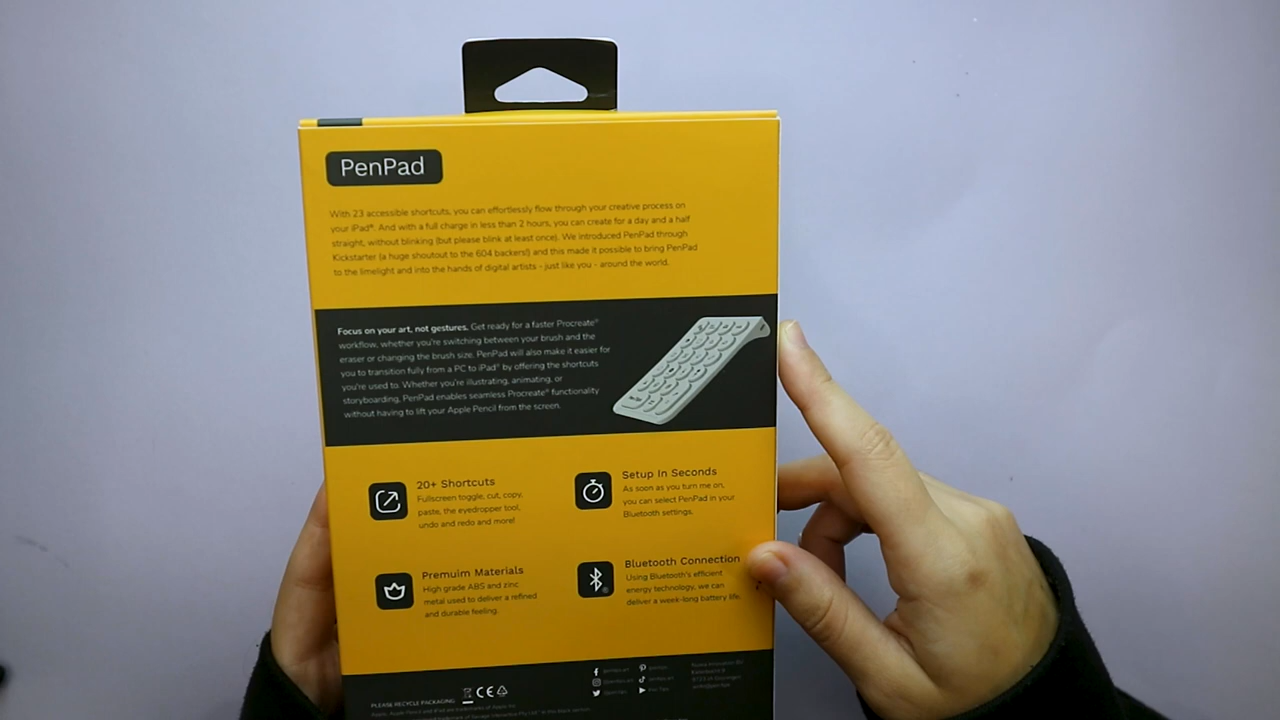 PenPad
With 23 accessible shortcuts, you can effortlessly flow through your creative process on
your iPad®. And with a full charge in less than 2 hours, you can create for a day and a half
straight, without blinking (but please blink at least once). We introduced PenPad through
Kickstarter (a huge shoutout to the 604 backers!) and this made it possible to bring PenPad
to the limelight and into the hands of digital artists - just like you - around the world.
Focus on your art, not gestures. Get ready for a faster Procreate®
workflow, whether you're switching between your brush and the
eraser or changing the brush size. PenPad will also make it easier for
you to transition fully from a PC to iPad® by offering the shortcuts
you're used to. Whether you're illustrating, animating, or
storyboarding, PenPad enables seamless Procreate® functionality
without having to lift your Apple Pencil from the screen.
20+ Shortcuts
Fullscreen toggle, cut, copy,
paste, the eyedropper tool,
undo and redo and more!
Setup In Seconds
As soon as you turn me on,
you can select PenPad in your
Bluetooth settings.
Premuim Materials
High grade ABS and zinc
metal used to deliver a refined
and durable feeling.
Bluetooth Connection
Using Bluetooth's efficient
energy technology, we can
deliver a week-long battery life.
PLEASE RECYCLE PACKAGING
CE